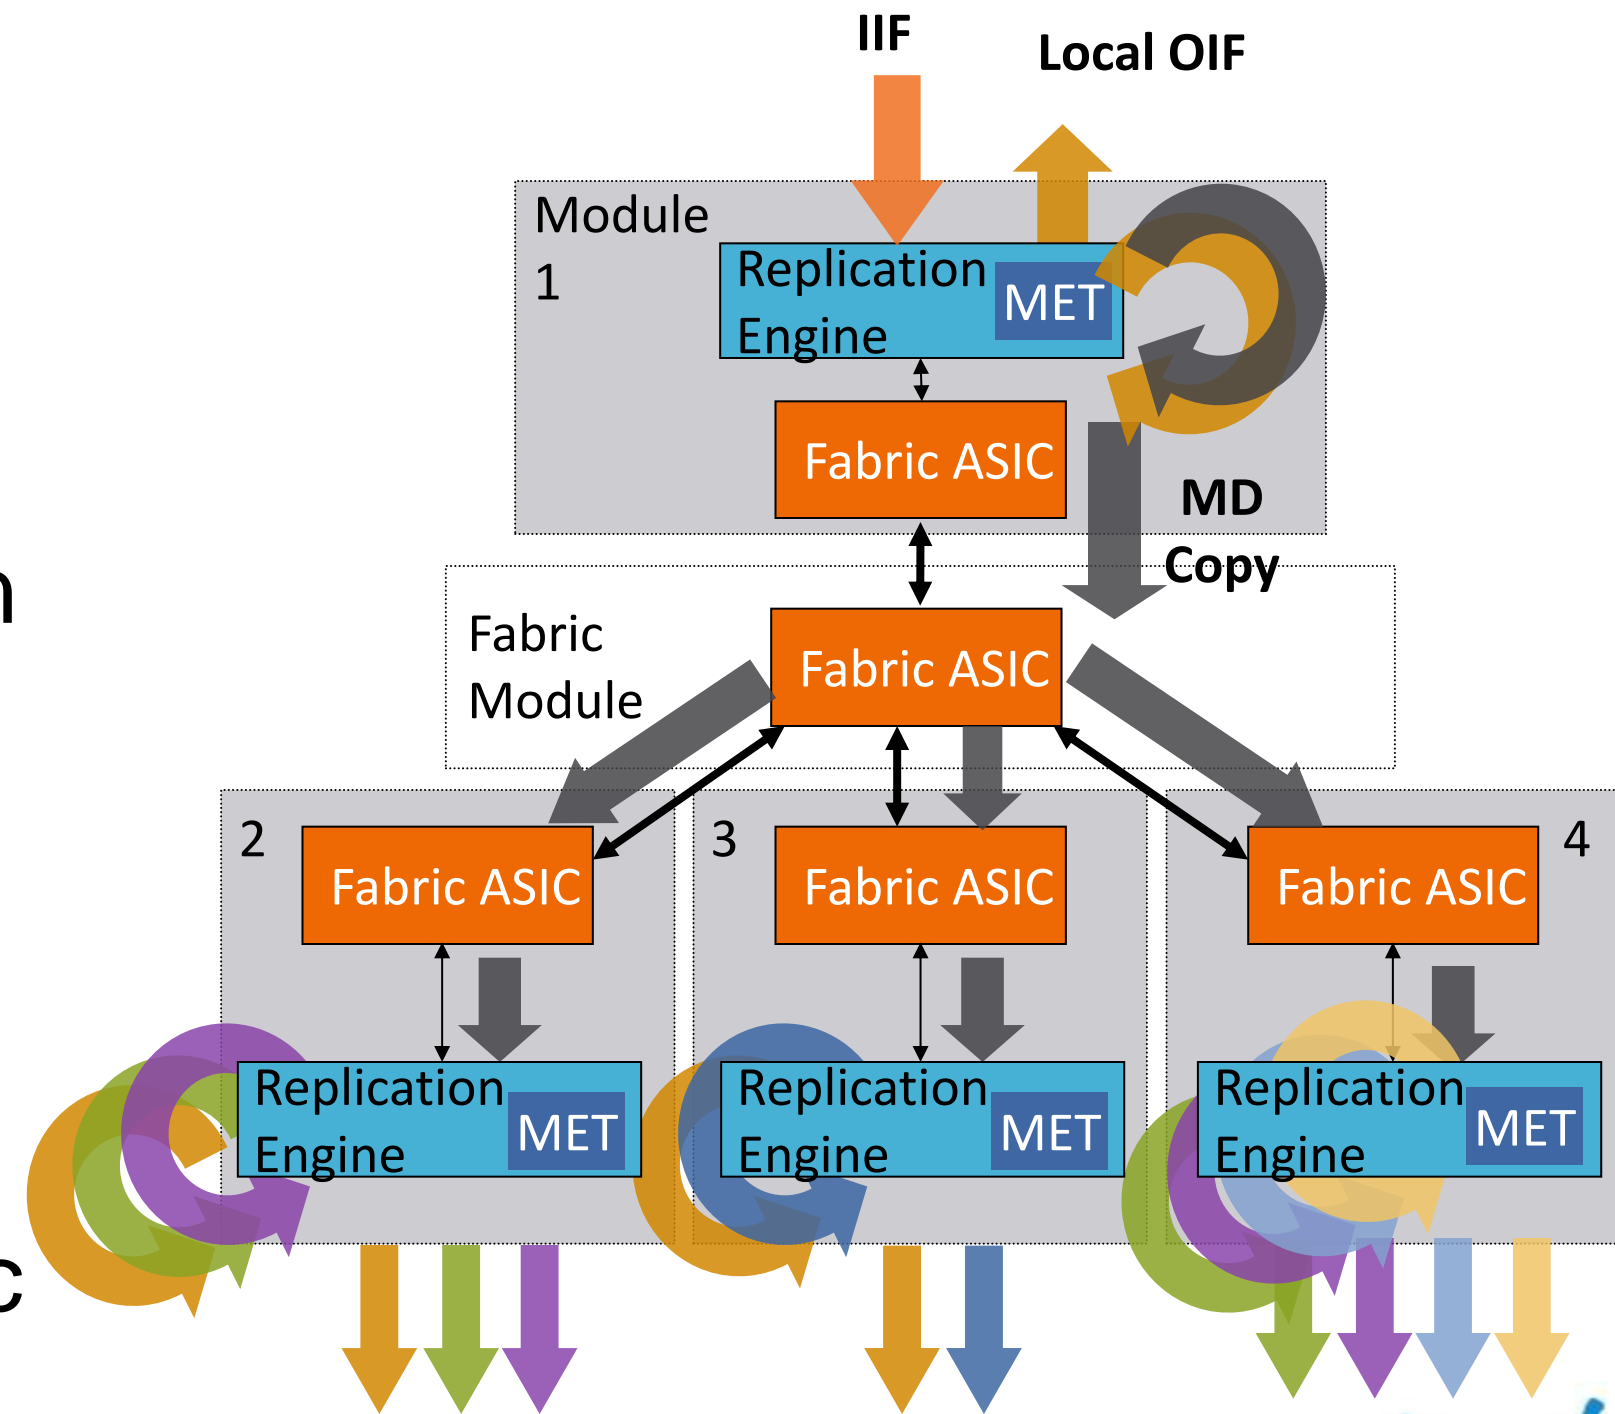 IIF
Local OIF
Module
1
Replication
Engine
MET
Fabric ASIC
MD
Copy
n
Fabric
Module
Fabric ASIC
2
Fabric ASIC
3
Fabric ASIC
4
Fabric ASIC
Replication
Engine
MET
Replication
Engine
MET
Replication
Engine
MET
c